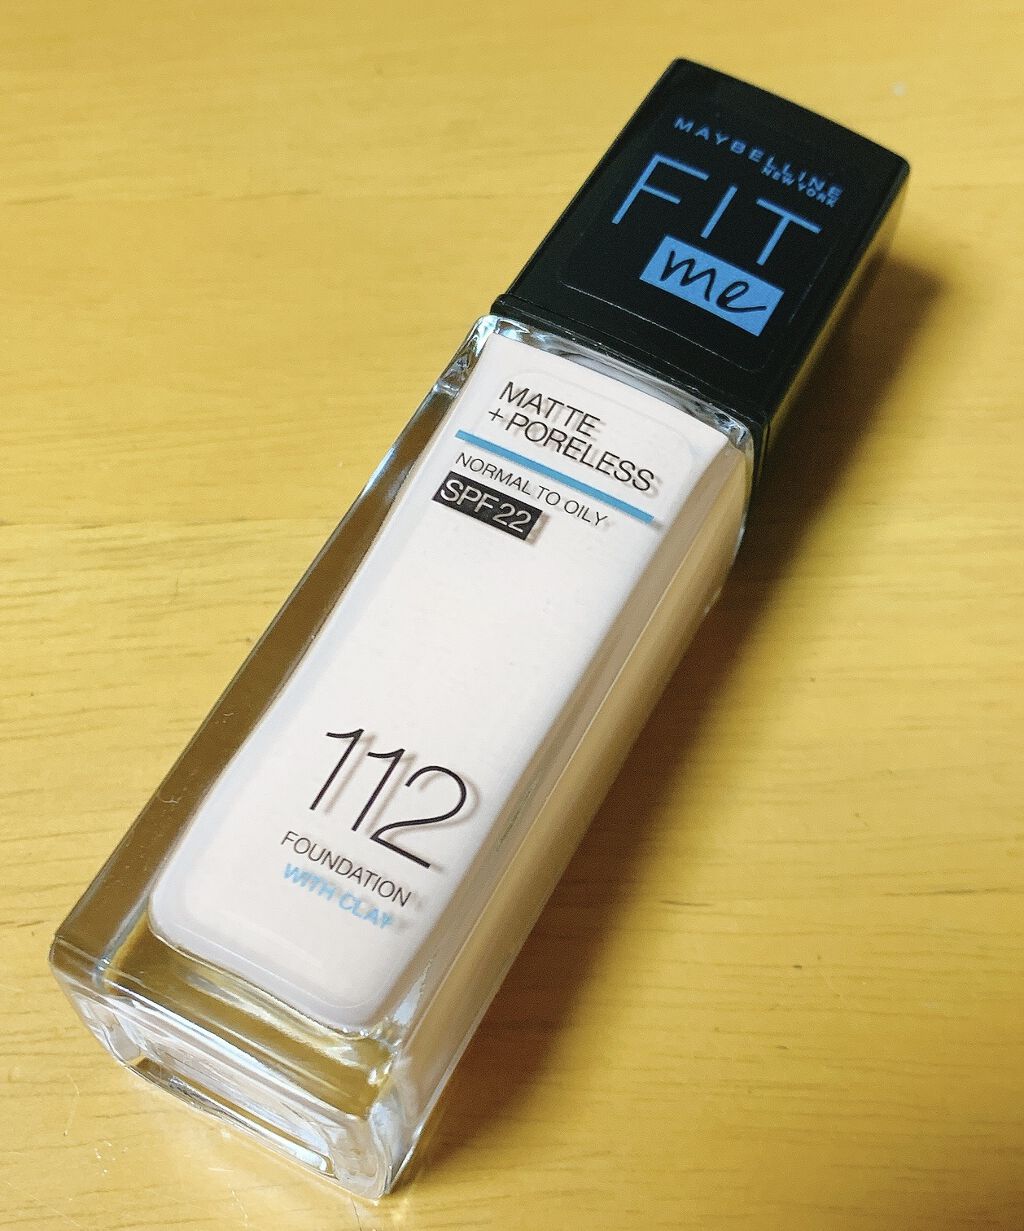 MAYBELLINE
NEW YORK
FIT
me
MATTE
+ PORELESS
NORMAL TO OILY
SPF 22
112
FOUNDATION
WITH CLAY